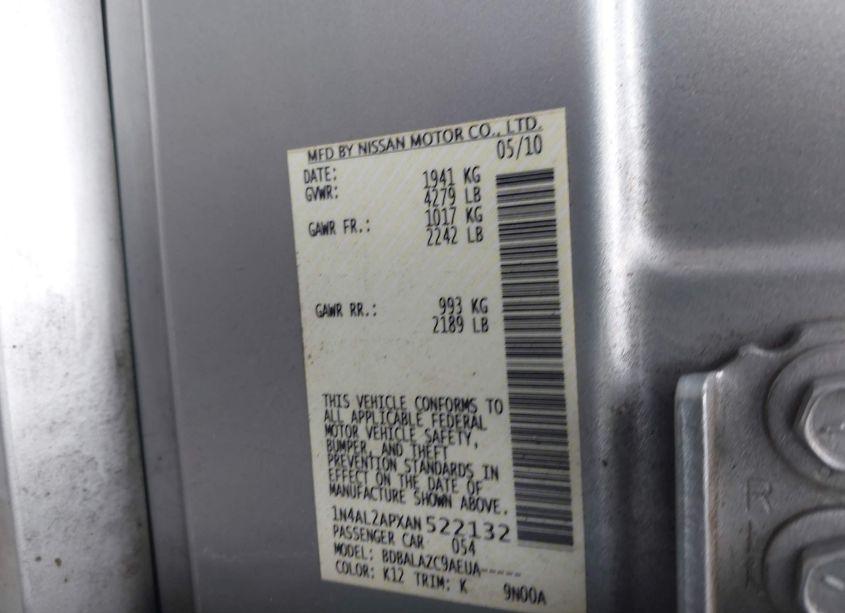 MFD BY NISSAN MOTOR CO., LTD.
DATE: 05/10
GVWR: 1941 KG
4279 LB
GAWR FR.: 1017 KG
2242 LB
GAWR RR.: 993 KG
2189 LB
THIS VEHICLE CONFORMS TO
ALL APPLICABLE FEDERAL
MOTOR VEHICLE SAFETY,
BUMPER, AND THEFT
PREVENTION STANDARDS IN
EFFECT ON THE DATE OF
MANUFACTURE SHOWN ABOVE.
1N4AL2APXAN522132
PASSENGER CAR 054
MODEL: BDBALAZC9AEUA-----
COLOR: K12 TRIM: K 9N00A
R